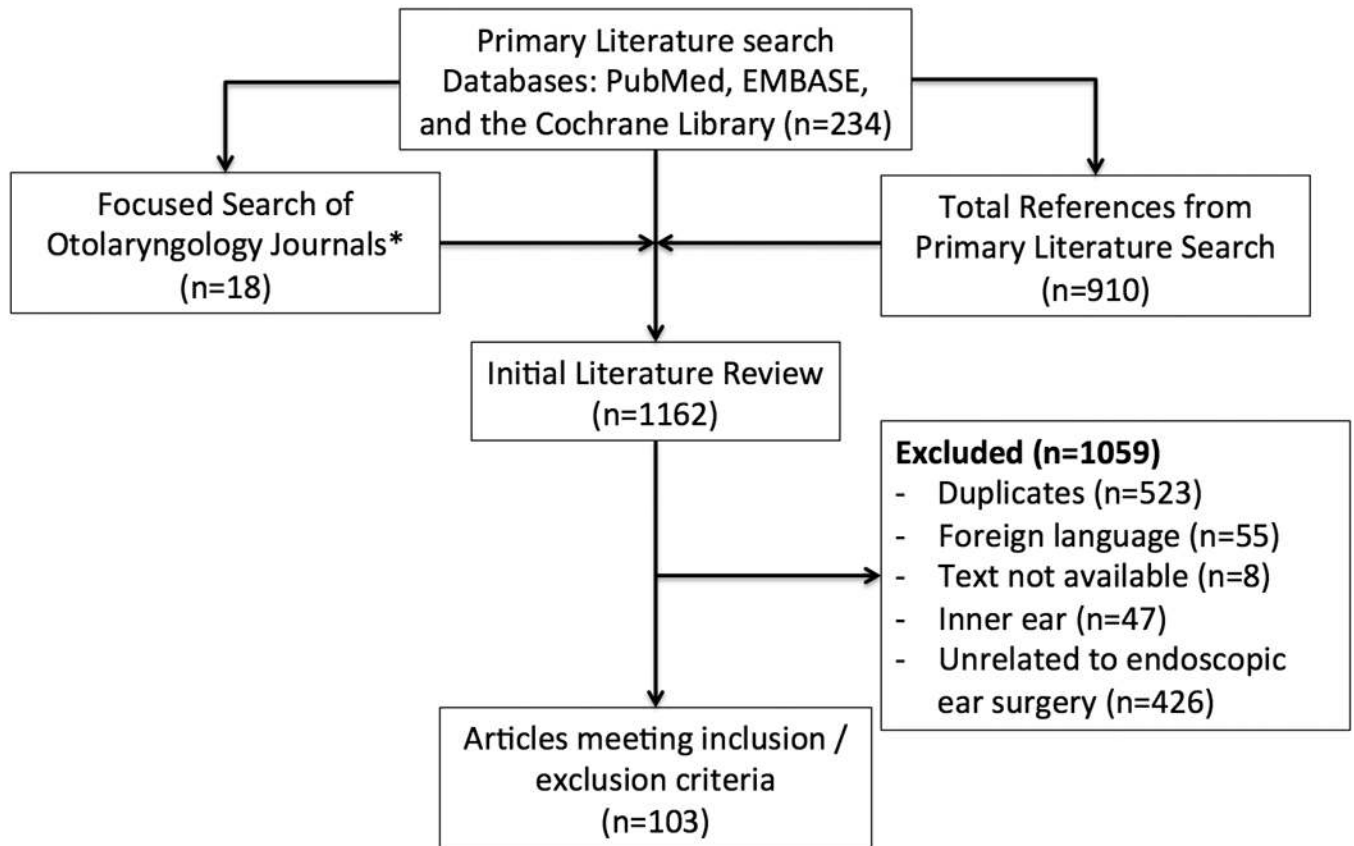 Primary Literature search
Databases: PubMed, EMBASE,
and the Cochrane Library (n=234)
Focused Search of
Otolaryngology Journals*
(n=18)
Total References from
Primary Literature Search
(n=910)
Initial Literature Review
(n=1162)
Excluded (n=1059)
- Duplicates (n=523)
- Foreign language (n=55)
- Text not available (n=8)
- Inner ear (n=47)
- Unrelated to endoscopic
ear surgery (n=426)
Articles meeting inclusion /
exclusion criteria
(n=103)